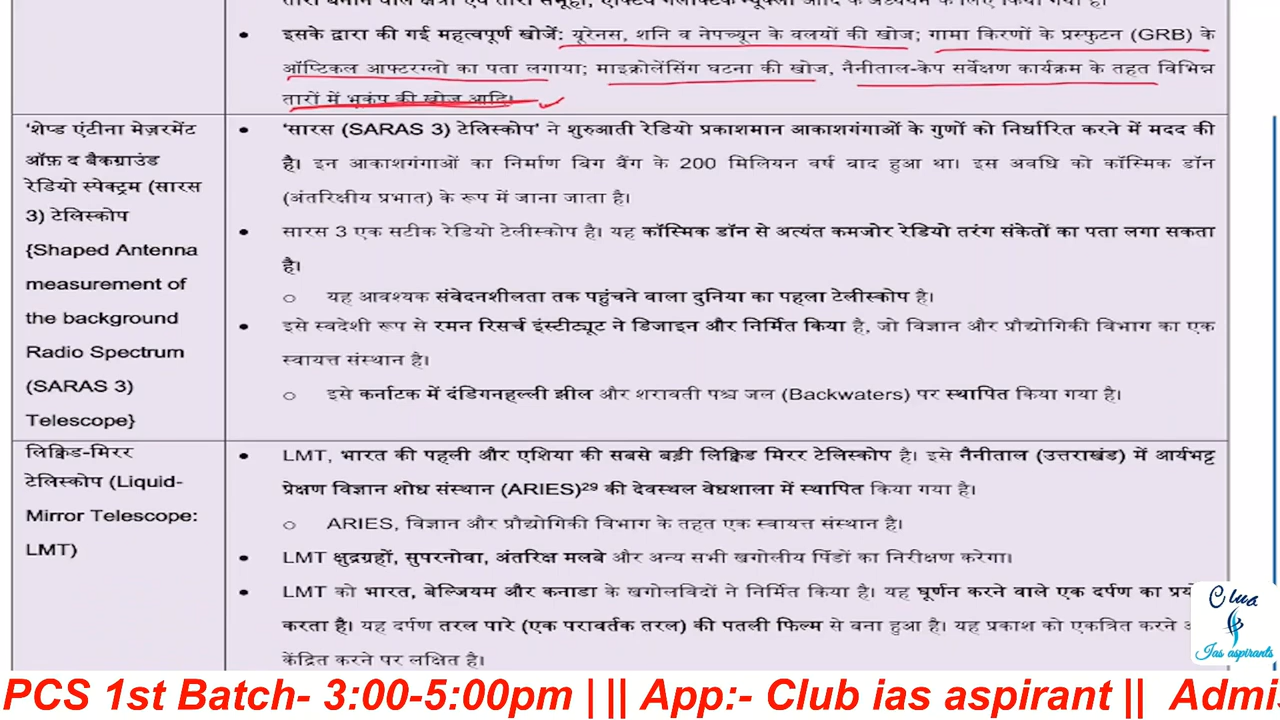 तारा बनाने वाले क्षेत्रों एवं तारा समूहों, एक्टिव गैलेक्टिक न्यूक्ली आदि के अध्ययन के लिए किया गया है।
• इसके द्वारा की गई महत्वपूर्ण खोजें: यूरेनस, शनि व नेपच्यून के वलयों की खोज; गामा किरणों के प्रस्फुटन (GRB) के
ऑप्टिकल आफ्टरग्लो का पता लगाया; माइक्रोलेंसिंग घटना की खोज, नैनीताल-केप सर्वेक्षण कार्यक्रम के तहत विभिन्न
तारों में भूकंप की खोज आदि।
'शेप्ड एंटीना मेज़रमेंट
ऑफ़ द बैकग्राउंड
रेडियो स्पेक्ट्रम (सारस
3) टेलिस्कोप
{Shaped Antenna
measurement of
the background
Radio Spectrum
(SARAS 3)
Telescope}
• 'सारस (SARAS 3) टेलिस्कोप' ने शुरुआती रेडियो प्रकाशमान आकाशगंगाओं के गुणों को निर्धारित करने में मदद की
है। इन आकाशगंगाओं का निर्माण बिग बैंग के 200 मिलियन वर्ष बाद हुआ था। इस अवधि को कॉस्मिक डॉन
(अंतरिक्षीय प्रभात) के रूप में जाना जाता है।
• सारस 3 एक सटीक रेडियो टेलीस्कोप है। यह कॉस्मिक डॉन से अत्यंत कमजोर रेडियो तरंग संकेतों का पता लगा सकता
है।
○ यह आवश्यक संवेदनशीलता तक पहुंचने वाला दुनिया का पहला टेलीस्कोप है।
• इसे स्वदेशी रूप से रमन रिसर्च इंस्टीट्यूट ने डिजाइन और निर्मित किया है, जो विज्ञान और प्रौद्योगिकी विभाग का एक
स्वायत्त संस्थान है।
○ इसे कर्नाटक में दंडिगनहल्ली झील और शरावती पश्च जल (Backwaters) पर स्थापित किया गया है।
लिक्विड-मिरर
टेलीस्कोप (Liquid-
Mirror Telescope:
LMT)
• LMT, भारत की पहली और एशिया की सबसे बड़ी लिक्विड मिरर टेलिस्कोप है। इसे नैनीताल (उत्तराखंड) में आर्यभट्ट
प्रेक्षण विज्ञान शोध संस्थान (ARIES)29 की देवस्थल वेधशाला में स्थापित किया गया है।
○ ARIES, विज्ञान और प्रौद्योगिकी विभाग के तहत एक स्वायत्त संस्थान है।
• LMT क्षुद्रग्रहों, सुपरनोवा, अंतरिक्ष मलबे और अन्य सभी खगोलीय पिंडों का निरीक्षण करेगा।
• LMT को भारत, बेल्जियम और कनाडा के खगोलविदों ने निर्मित किया है। यह घूर्णन करने वाले एक दर्पण का
करता है। यह दर्पण तरल पारे (एक परावर्तक तरल) की पतली फिल्म से बना हुआ है। यह प्रकाश को एकत्रित करने
केंद्रित करने पर लक्षित है।
Club
Ias aspirants
PCS 1st Batch- 3:00-5:00pm | || App:- Club ias aspirant ||